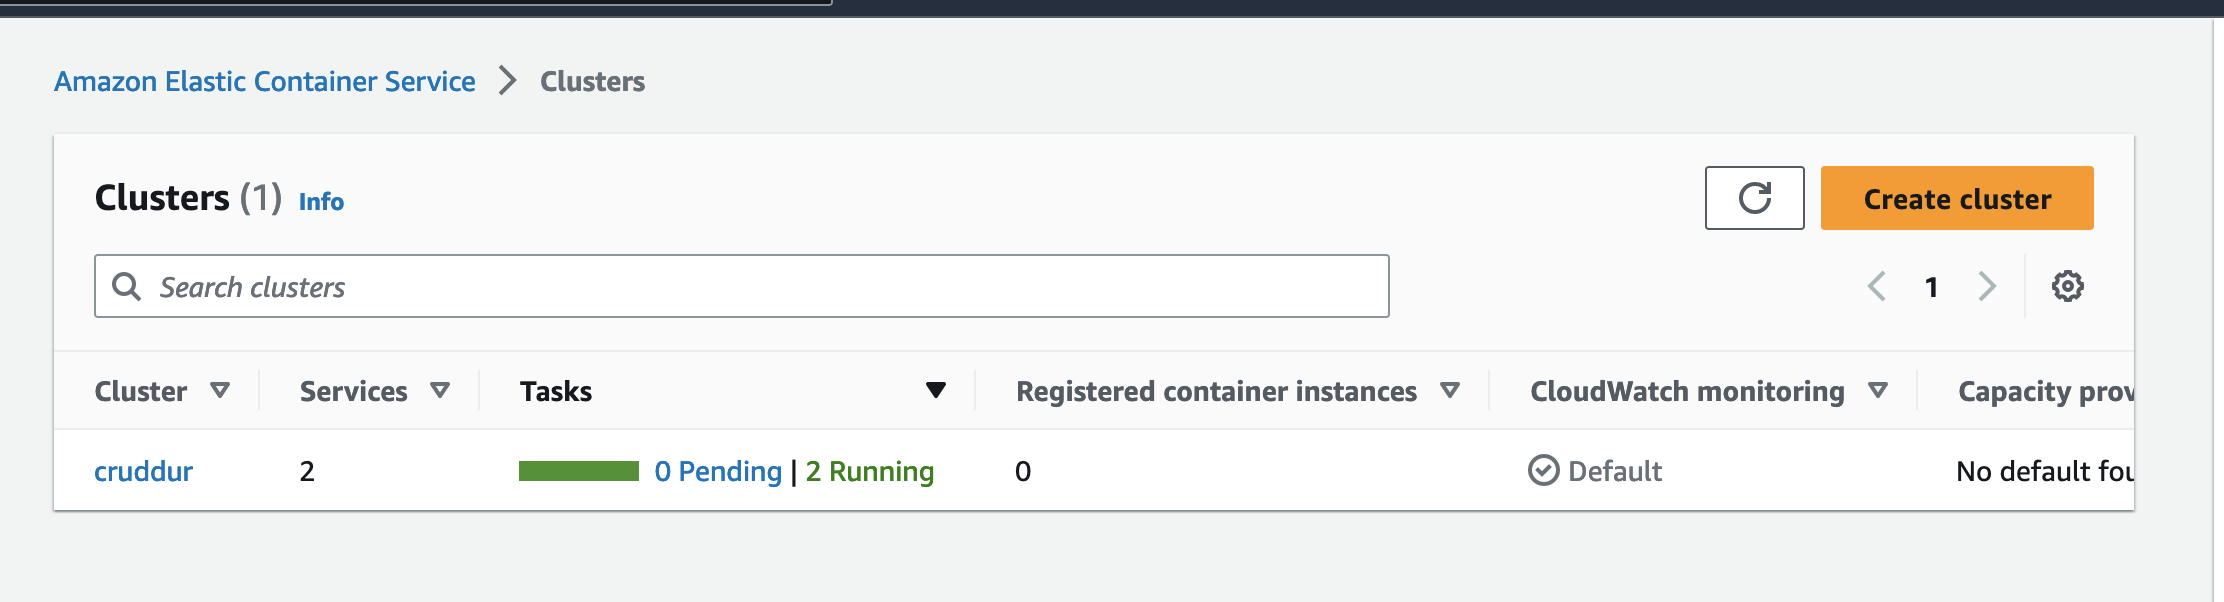 Amazon Elastic Container Service > Clusters
Clusters (1) Info
Create cluster
Search clusters
1
Cluster Services Tasks Registered container instances CloudWatch monitoring Capacity prov
cruddur 2 0 Pending | 2 Running 0 Default No default fou